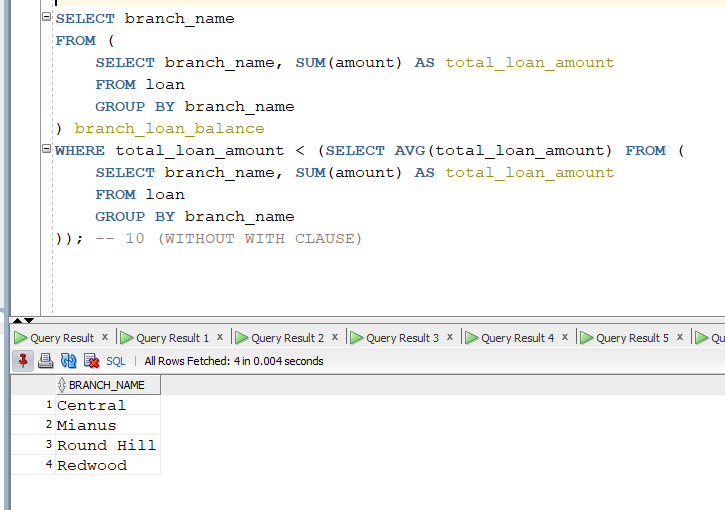 SELECT branch_name
FROM (
    SELECT branch_name, SUM(amount) AS total_loan_amount
    FROM loan
    GROUP BY branch_name
) branch_loan_balance
WHERE total_loan_amount < (SELECT AVG(total_loan_amount) FROM (
    SELECT branch_name, SUM(amount) AS total_loan_amount
    FROM loan
    GROUP BY branch_name
)); -- 10 (WITHOUT WITH CLAUSE)
Query Result x Query Result 1 x Query Result 2 x Query Result 3 x Query Result 4 x Query Result 5 x Qu
SQL | All Rows Fetched: 4 in 0.004 seconds
BRANCH_NAME
1 Central
2 Mianus
3 Round Hill
4 Redwood